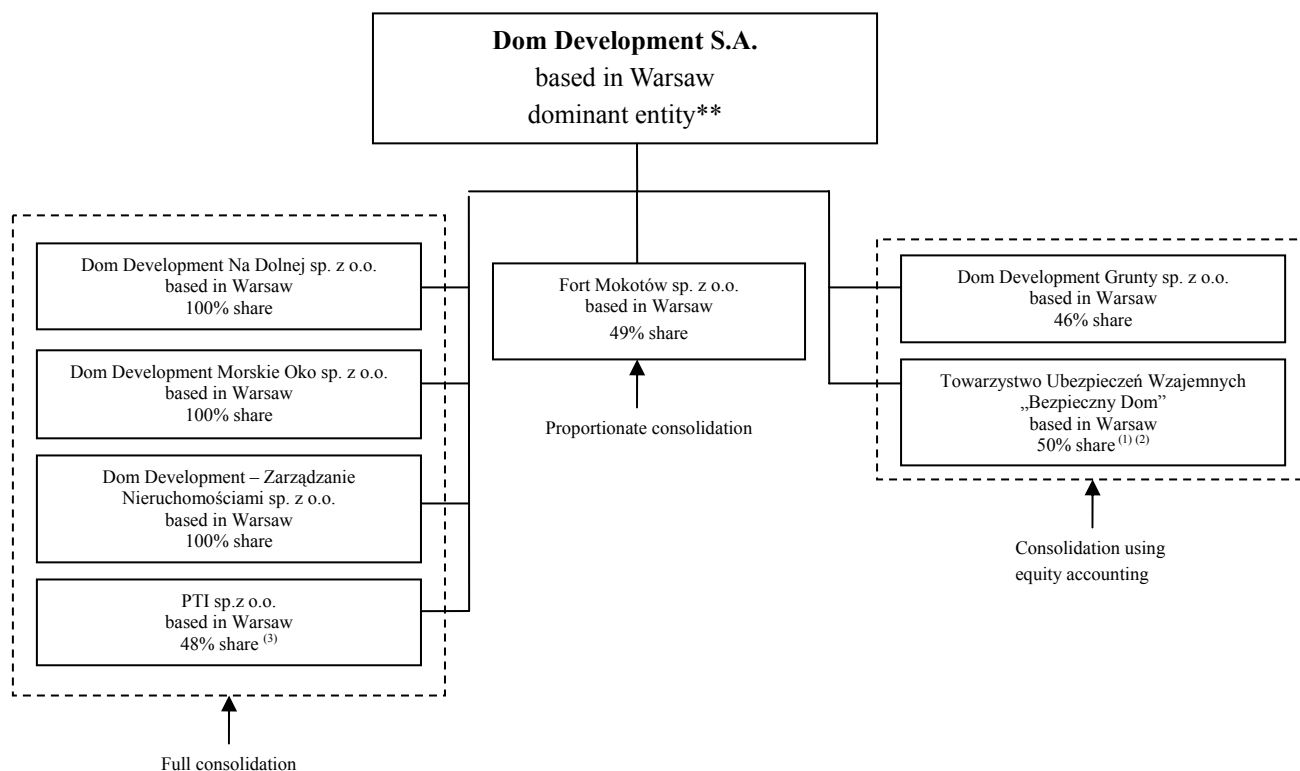 Dom Development S.A.
based in Warsaw
dominant entity**
Dom Development Na Dolnej sp. z o.o.
based in Warsaw
100% share
Dom Development Morskie Oko sp. z o.o.
based in Warsaw
100% share
Dom Development – Zarządzanie
Nieruchomościami sp. z o.o.
based in Warsaw
100% share
PTI sp.z o.o.
based in Warsaw
48% share (3)
Full consolidation
Fort Mokotów sp. z o.o.
based in Warsaw
49% share
Proportionate consolidation
Dom Development Grunty sp. z o.o.
based in Warsaw
46% share
Towarzystwo Ubezpieczeń Wzajemnych
„Bezpieczny Dom”
based in Warsaw
50% share (1) (2)
Consolidation using
equity accounting